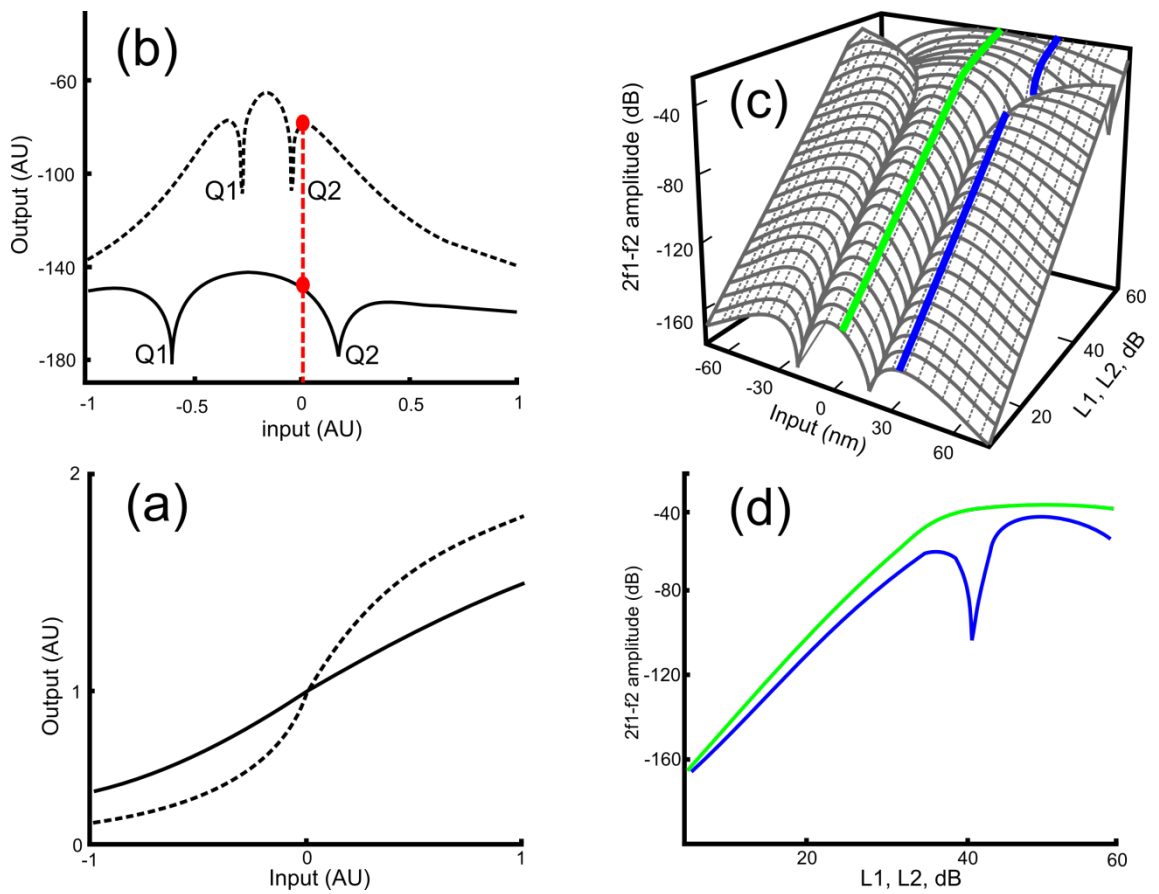 (b)
Output (AU)
-60
-100
-140
-180
Q1
Q2
Q1
Q2
-1
-0.5
0
0.5
1
input (AU)
(c)
2f1-f2 amplitude (dB)
-40
-80
-120
-160
-60
-30
0
30
60
Input (nm)
20
40
60
L1, L2, dB
(a)
Output (AU)
2
1
0
-1
0
1
Input (AU)
(d)
2f1-f2 amplitude (dB)
-40
-80
-120
-160
20
40
60
L1, L2, dB